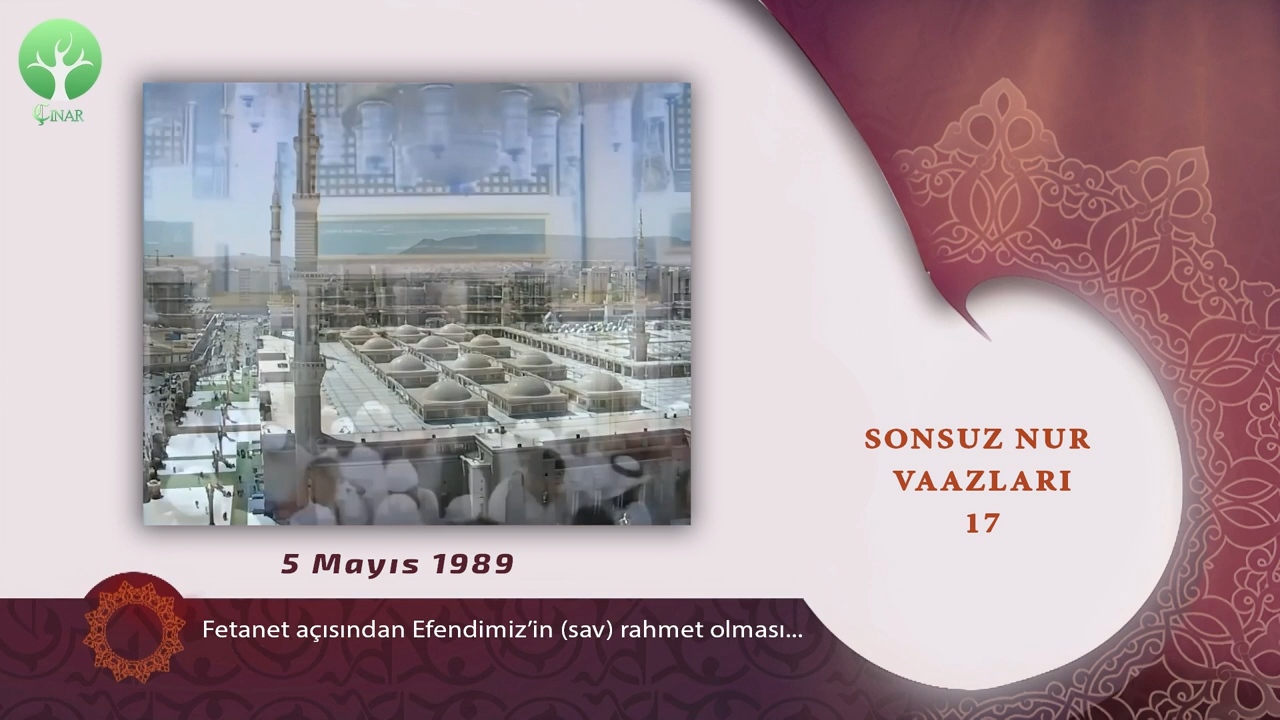 ÇINAR
SONSUZ NUR
VAAZLARI
17
5 Mayıs 1989
Fetanet açısından Efendimiz’in (sav) rahmet olması...